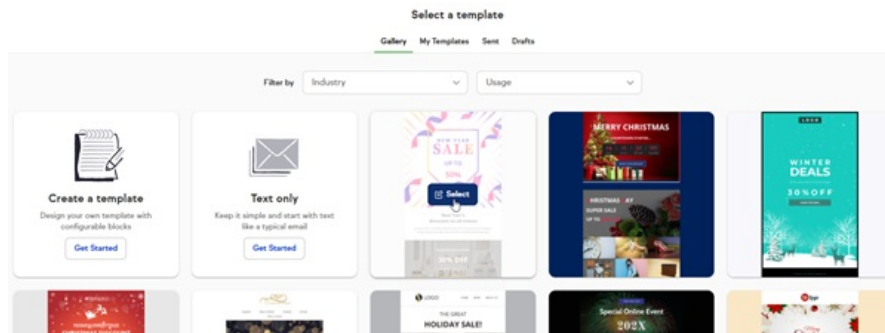 Select a template
Gallery My Templates Sent Drafts
Filter by Industry Usage
Create a template
Design your own template with
configurable blocks
Get Started
Text only
Keep it simple and start with text
like a typical email
Get Started
NEW YEAR
SALE
UP TO
50%
Select
30% OFF
MERRY CHRISTMAS
SUPER SALE
UP TO
LOGO
WINTER
DEALS
30% OFF
LOGO
THE GREAT
HOLIDAY SALE!
Special Online Event
202X